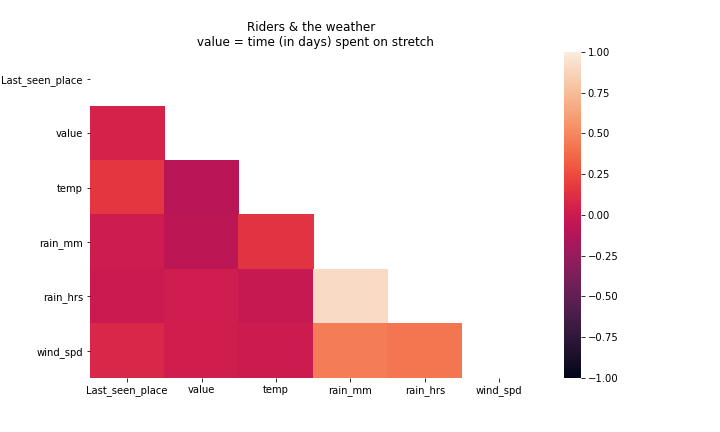 Riders & the weather
value = time (in days) spent on stretch
Last_seen_place
value
temp
rain_mm
rain_hrs
wind_spd
Last_seen_place value temp rain_mm rain_hrs wind_spd
1.00
0.75
0.50
0.25
0.00
−0.25
−0.50
−0.75
−1.00